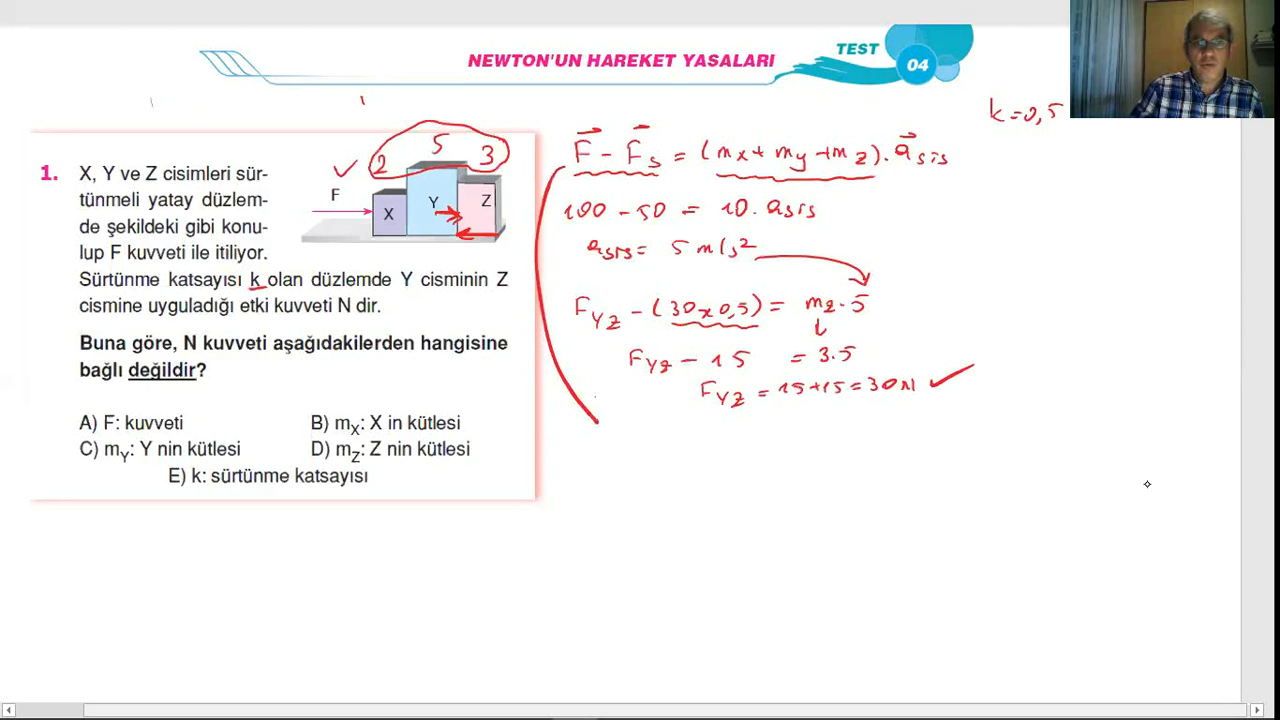 NEWTON'UN HAREKET YASALARI
TEST
04
k=0,5
1. X, Y ve Z cisimleri sür-
tünmeli yatay düzlem-
de şekildeki gibi konu-
lup F kuvveti ile itiliyor.
Sürtünme katsayısı k olan düzlemde Y cisminin Z
cismine uyguladığı etki kuvveti N dir.
2 5 3
F
X Y Z
Buna göre, N kuvveti aşağıdakilerden hangisine
bağlı değildir?
A) F: kuvveti B) mX: X in kütlesi
C) mY: Y nin kütlesi D) mZ: Z nin kütlesi
E) k: sürtünme katsayısı
F - Fs = (mx + my + mz) . asis
100 - 50 = 10. asis
asis = 5 m/s²
FYZ - (30x0,5) = mz . 5
FYZ - 15 = 3.5
FYZ = 15+15 = 30N